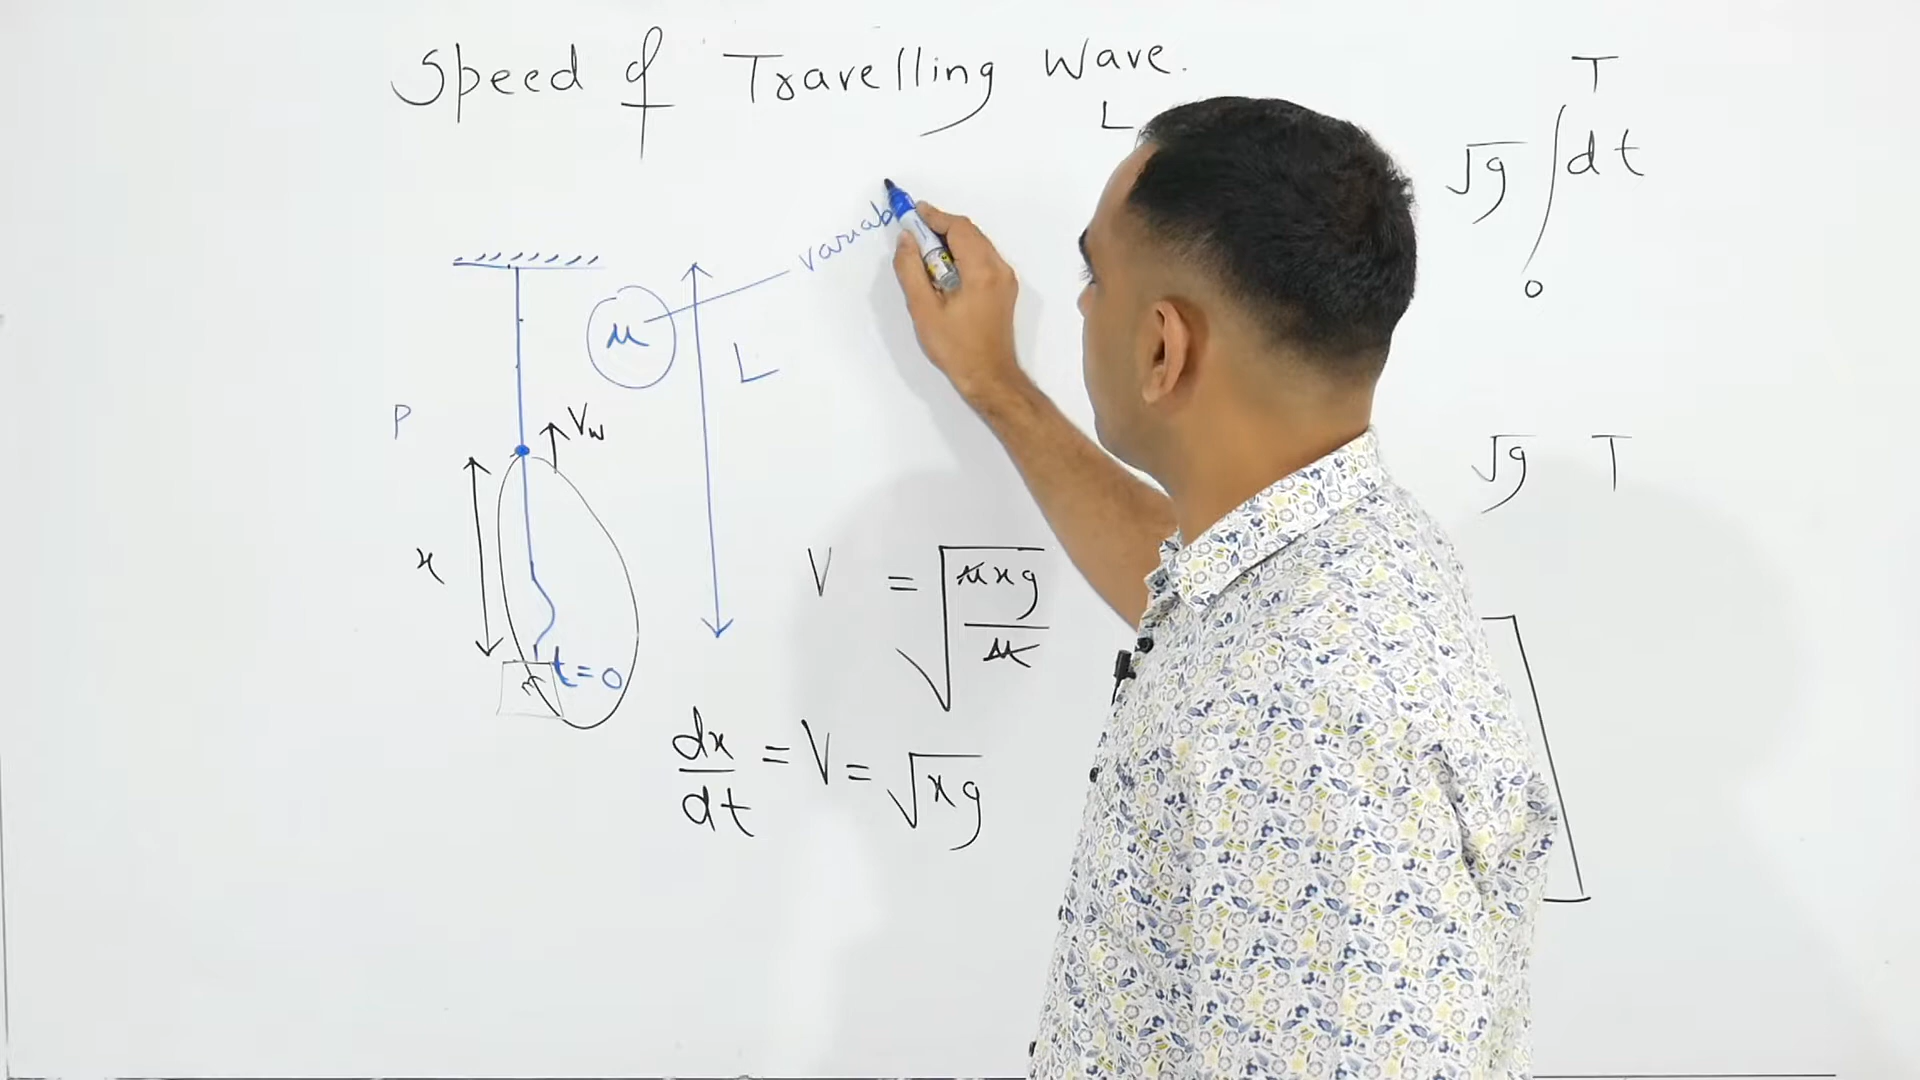 Speed of Travelling Wave.
L
T
√g ∫ dt
0
variab
μ
L
P
Vw
x
m
t=0
V = √(μxg/μ)
dx/dt = V = √xg
√g T